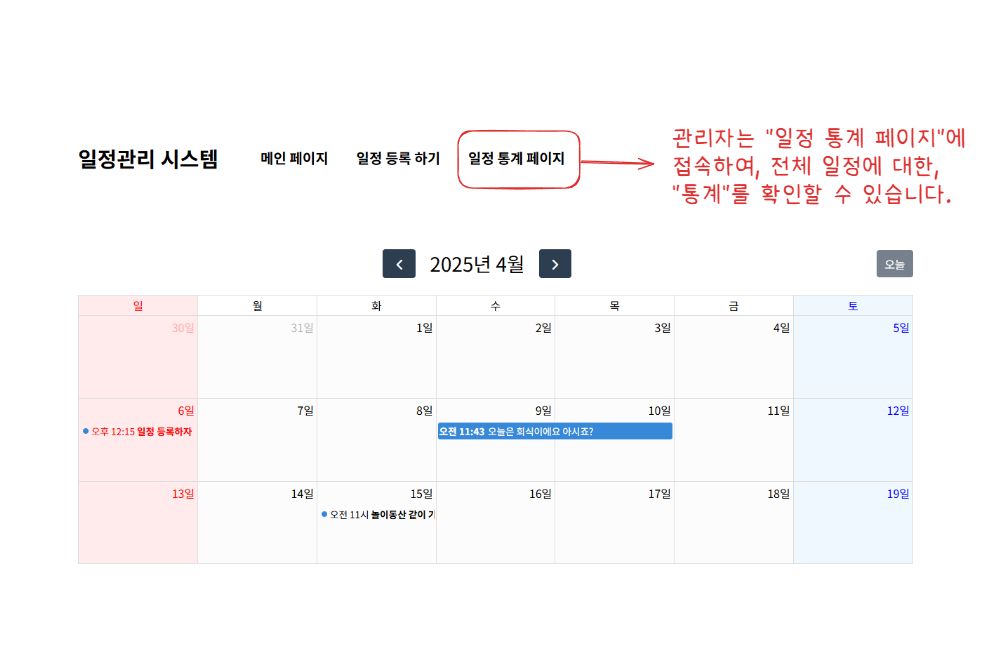 일정관리 시스템 메인 페이지 일정 등록 하기 일정 통계 페이지
관리자는 "일정 통계 페이지"에
접속하여, 전체 일정에 대한,
"통계"를 확인할 수 있습니다.
2025년 4월 오늘
일 월 화 수 목 금 토
30일 31일 1일 2일 3일 4일 5일
6일 7일 8일 9일 10일 11일 12일
오후 12:15 일정 등록하자 오전 11:43 오늘은 회식이에요 아시죠?
13일 14일 15일 16일 17일 18일 19일
오전 11시 놀이동산 같이